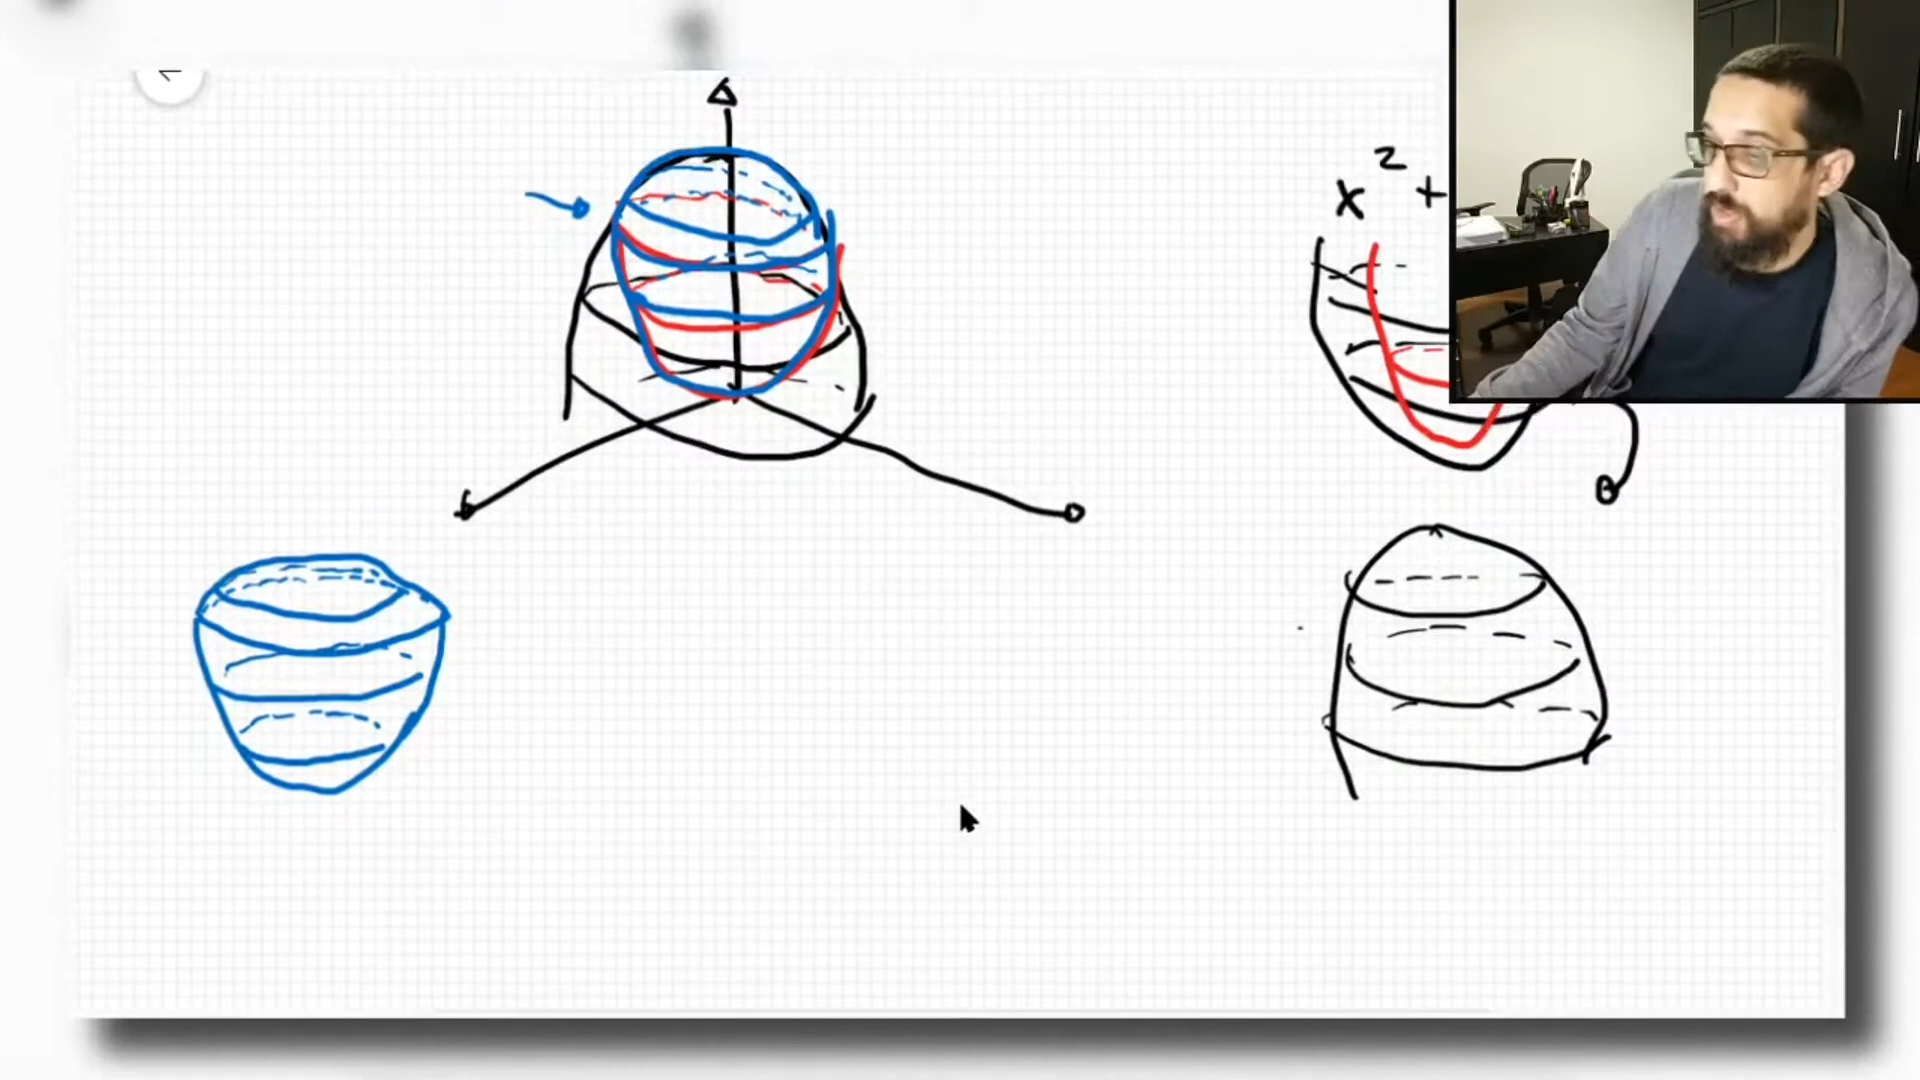 x² +